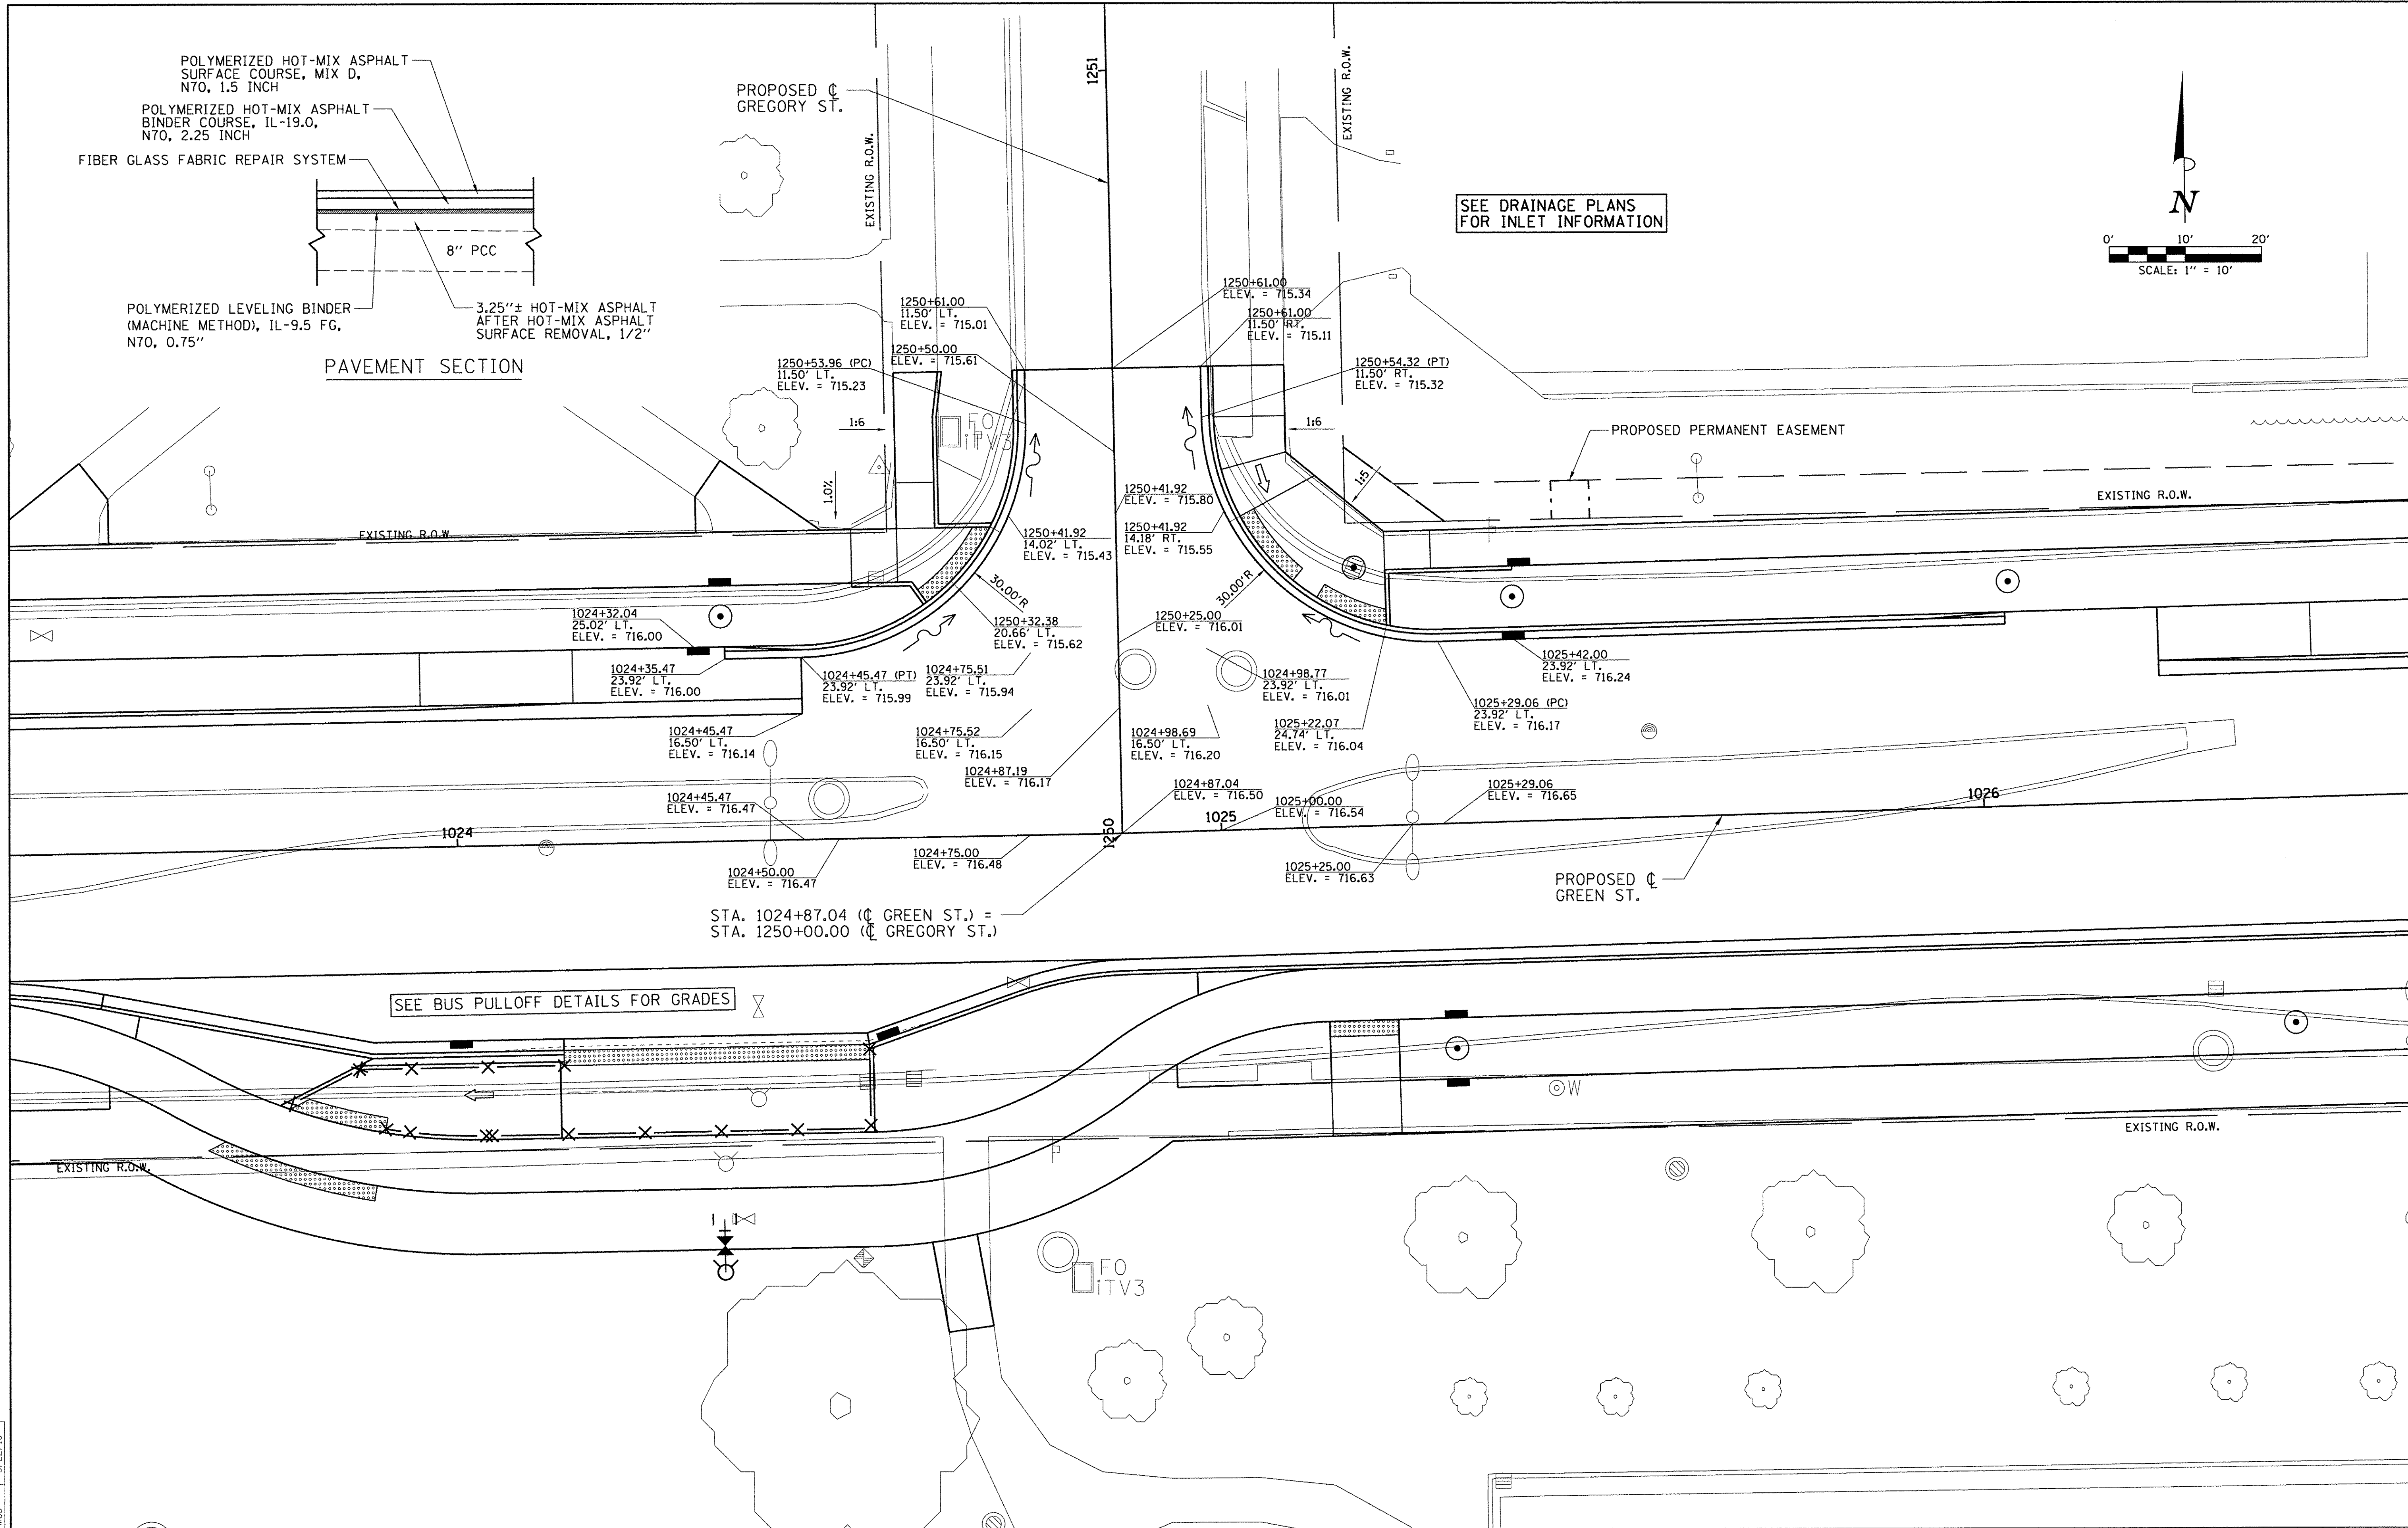 POLYMERIZED HOT-MIX ASPHALT
SURFACE COURSE, MIX D,
N70, 1.5 INCH
POLYMERIZED HOT-MIX ASPHALT
BINDER COURSE, IL-19.0,
N70, 2.25 INCH
FIBER GLASS FABRIC REPAIR SYSTEM
8" PCC
POLYMERIZED LEVELING BINDER
(MACHINE METHOD), IL-9.5 FG,
N70, 0.75"
3.25"± HOT-MIX ASPHALT
AFTER HOT-MIX ASPHALT
SURFACE REMOVAL, 1/2"
PAVEMENT SECTION
PROPOSED ℄
GREGORY ST.
1251
EXISTING R.O.W.
EXISTING R.O.W.
SEE DRAINAGE PLANS
FOR INLET INFORMATION
N
0' 10' 20'
SCALE: 1" = 10'
1250+61.00
11.50' LT.
ELEV. = 715.01
1250+61.00
ELEV. = 715.34
1250+61.00
11.50' RT.
ELEV. = 715.11
1250+50.00
ELEV. = 715.61
1250+53.96 (PC)
11.50' LT.
ELEV. = 715.23
1250+54.32 (PT)
11.50' RT.
ELEV. = 715.32
1:6
FO
iTV3
1:6
1:5
1.0%
PROPOSED PERMANENT EASEMENT
EXISTING R.O.W.
EXISTING R.O.W.
1250+41.92
ELEV. = 715.80
1250+41.92
14.02' LT.
ELEV. = 715.43
1250+41.92
14.18' RT.
ELEV. = 715.55
30.00'R
30.00'R
1024+32.04
25.02' LT.
ELEV. = 716.00
1250+32.38
20.66' LT.
ELEV. = 715.62
1250+25.00
ELEV. = 716.01
1024+35.47
23.92' LT.
ELEV. = 716.00
1024+45.47 (PT)
23.92' LT.
ELEV. = 715.99
1024+75.51
23.92' LT.
ELEV. = 715.94
1024+98.77
23.92' LT.
ELEV. = 716.01
1025+42.00
23.92' LT.
ELEV. = 716.24
1025+29.06 (PC)
23.92' LT.
ELEV. = 716.17
1024+45.47
16.50' LT.
ELEV. = 716.14
1024+75.52
16.50' LT.
ELEV. = 716.15
1024+98.69
16.50' LT.
ELEV. = 716.20
1025+22.07
24.74' LT.
ELEV. = 716.04
1024+87.19
ELEV. = 716.17
1024+87.04
ELEV. = 716.50
1024+45.47
ELEV. = 716.47
1025+00.00
ELEV. = 716.54
1025+29.06
ELEV. = 716.65
1024
1250
1025
1026
1024+50.00
ELEV. = 716.47
1024+75.00
ELEV. = 716.48
1025+25.00
ELEV. = 716.63
PROPOSED ℄
GREEN ST.
STA. 1024+87.04 (℄ GREEN ST.) =
STA. 1250+00.00 (℄ GREGORY ST.)
SEE BUS PULLOFF DETAILS FOR GRADES
W
EXISTING R.O.W.
EXISTING R.O.W.
FO
iTV3